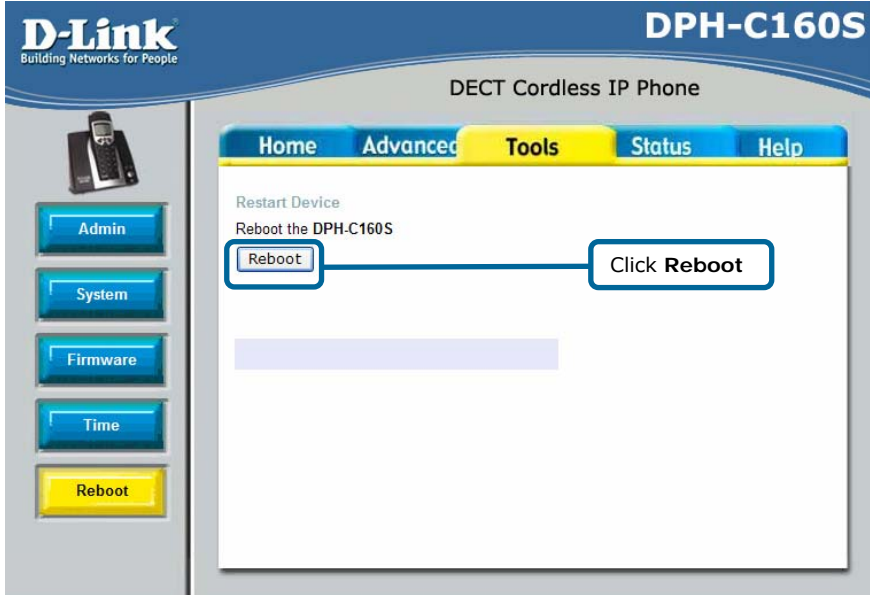 D-Link
Building Networks for People
DPH-C160S
DECT Cordless IP Phone
Home
Advanced
Tools
Status
Help
Admin
System
Firmware
Time
Reboot
Restart Device
Reboot the DPH-C160S
Reboot
Click Reboot